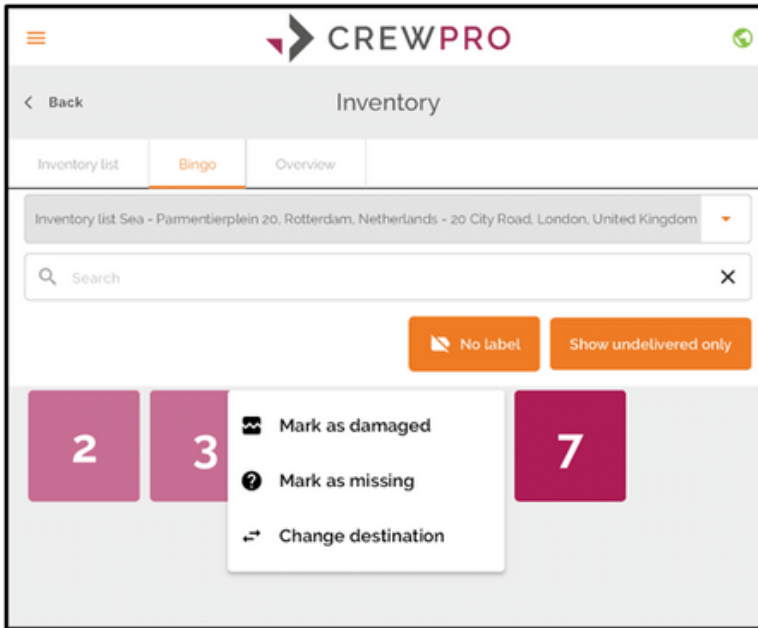 CREWPRO
Back
Inventory
Inventory list
Bingo
Overview
Inventory list Sea - Parmentierplein 20, Rotterdam, Netherlands - 20 City Road, London, United Kingdom
Search
No label
Show undelivered only
2
3
7
Mark as damaged
Mark as missing
Change destination